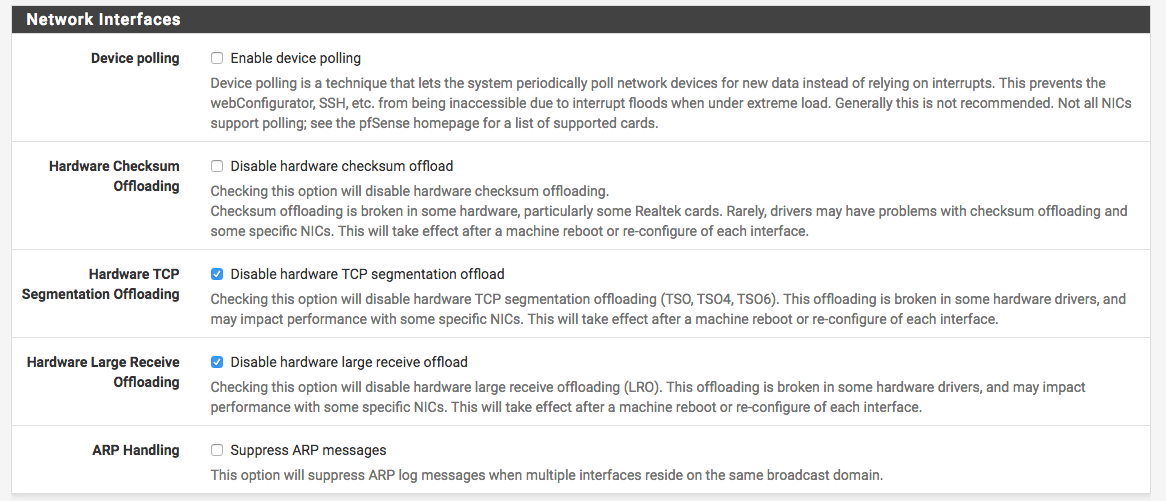 Network Interfaces
Device polling
Enable device polling
Device polling is a technique that lets the system periodically poll network devices for new data instead of relying on interrupts. This prevents the
webConfigurator, SSH, etc. from being inaccessible due to interrupt floods when under extreme load. Generally this is not recommended. Not all NICs
support polling; see the pfSense homepage for a list of supported cards.
Hardware Checksum
Offloading
Disable hardware checksum offload
Checking this option will disable hardware checksum offloading.
Checksum offloading is broken in some hardware, particularly some Realtek cards. Rarely, drivers may have problems with checksum offloading and
some specific NICs. This will take effect after a machine reboot or re-configure of each interface.
Hardware TCP
Segmentation Offloading
Disable hardware TCP segmentation offload
Checking this option will disable hardware TCP segmentation offloading (TSO, TSO4, TSO6). This offloading is broken in some hardware drivers, and
may impact performance with some specific NICs. This will take effect after a machine reboot or re-configure of each interface.
Hardware Large Receive
Offloading
Disable hardware large receive offload
Checking this option will disable hardware large receive offloading (LRO). This offloading is broken in some hardware drivers, and may impact
performance with some specific NICs. This will take effect after a machine reboot or re-configure of each interface.
ARP Handling
Suppress ARP messages
This option will suppress ARP log messages when multiple interfaces reside on the same broadcast domain.